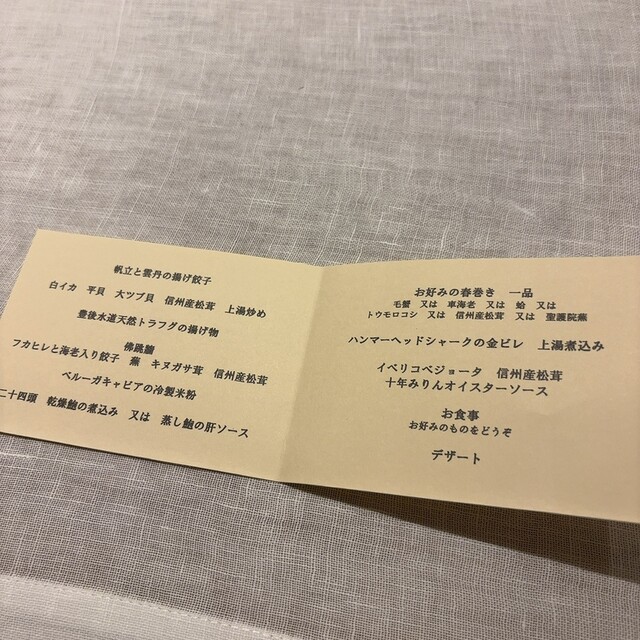 帆立と雲丹の揚げ餃子
白イカ 平貝 大ツブ貝 信州産松茸 上湯炒め
豊後水道天然トラフグの揚げ物
佛跳牆
フカヒレと海老入り餃子 蕪 キヌガサ茸 信州産松茸
ベルーガキャビアの冷製米粉
二十四頭 乾燥鮑の煮込み 又は 蒸し鮑の肝ソース
お好みの春巻き 一品
毛蟹 又は 車海老 又は 蛤 又は
トウモロコシ 又は 信州産松茸 又は 聖護院蕪
ハンマーヘッドシャークの金ビレ 上湯煮込み
イベリコベジョータ 信州産松茸
十年みりんオイスターソース
お食事
お好みのものをどうぞ
デザート